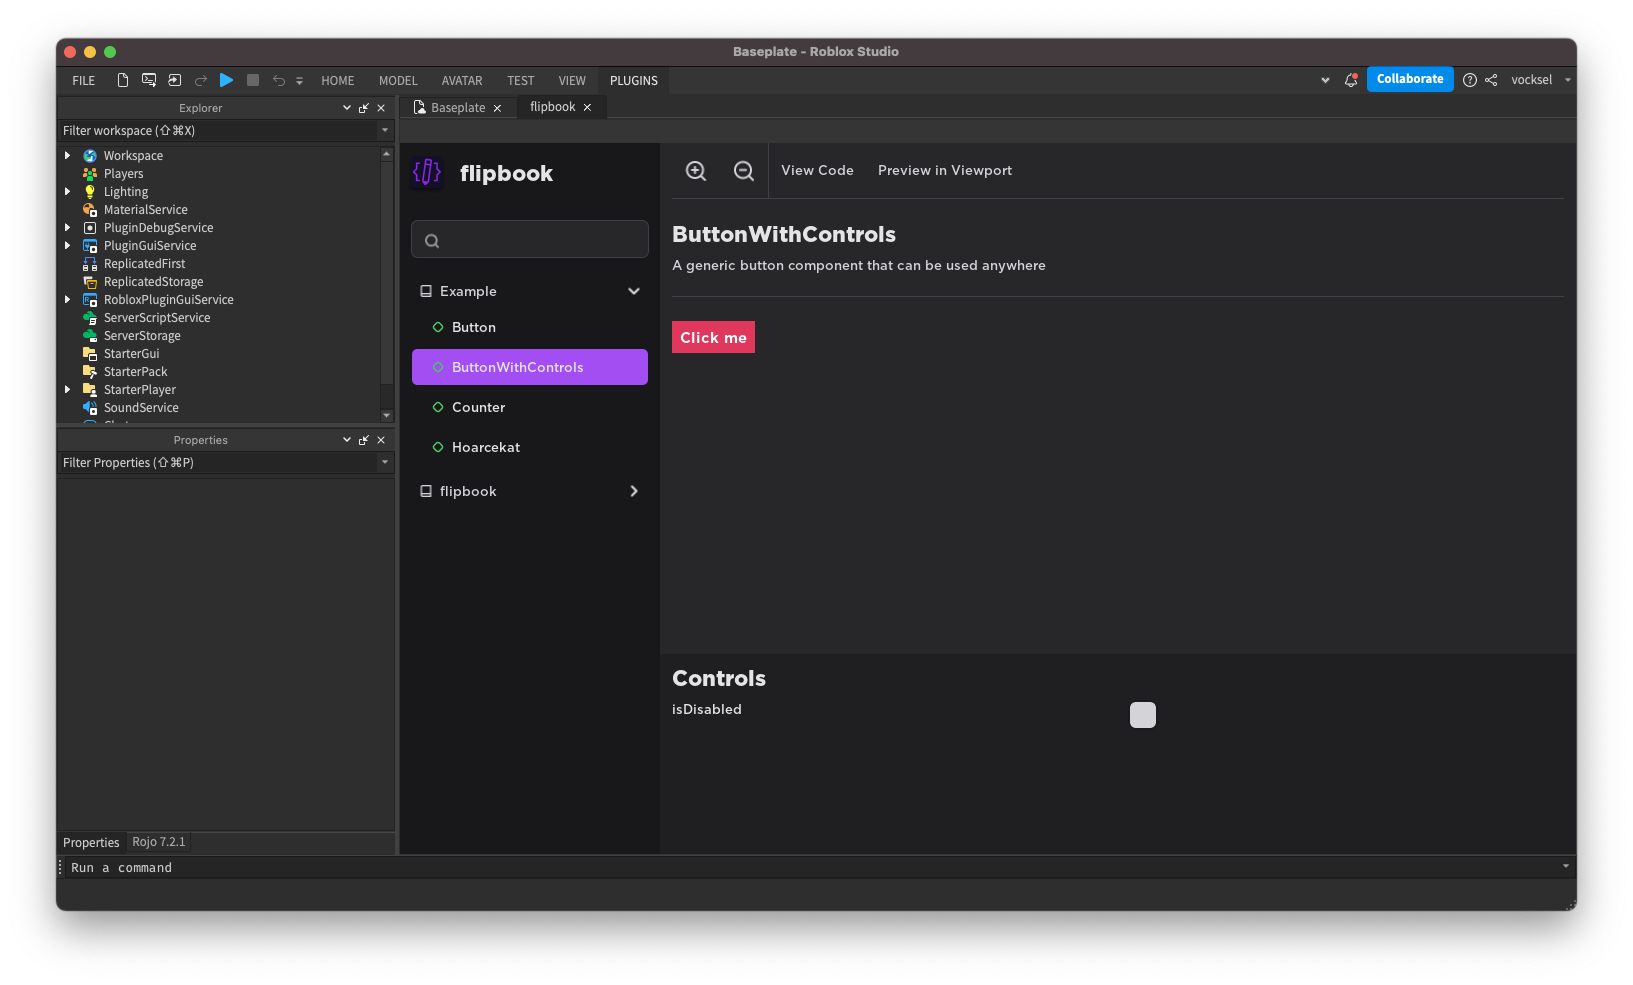 Baseplate - Roblox Studio
FILE HOME MODEL AVATAR TEST VIEW PLUGINS Collaborate vocksel
Explorer
Filter workspace (⇧⌘X)
Workspace
Players
Lighting
MaterialService
PluginDebugService
PluginGuiService
ReplicatedFirst
ReplicatedStorage
RobloxPluginGuiService
ServerScriptService
ServerStorage
StarterGui
StarterPack
StarterPlayer
SoundService
Properties
Filter Properties (⇧⌘P)
Properties Rojo 7.2.1
Run a command
Baseplate flipbook
flipbook
Example
Button
ButtonWithControls
Counter
Hoarcekat
flipbook
View Code Preview in Viewport
ButtonWithControls
A generic button component that can be used anywhere
Click me
Controls
isDisabled